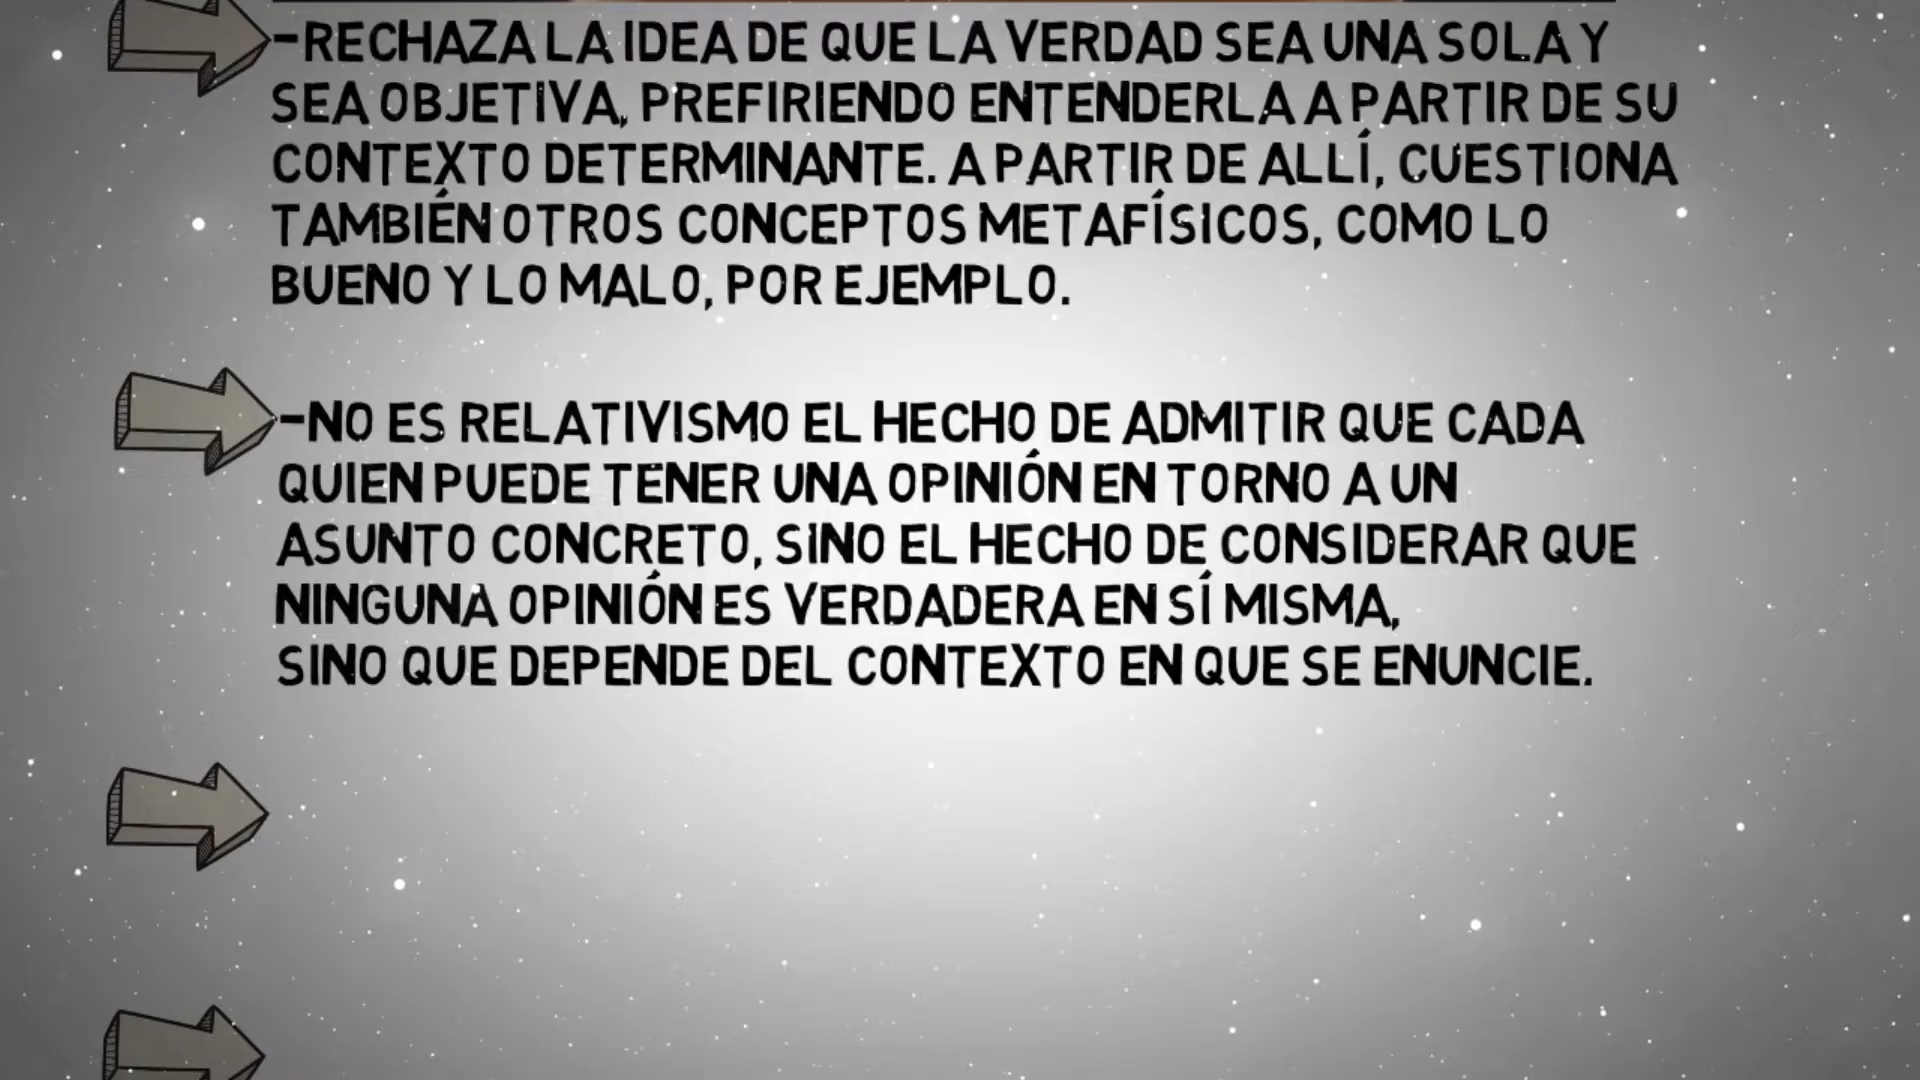 -RECHAZA LA IDEA DE QUE LA VERDAD SEA UNA SOLA Y
SEA OBJETIVA, PREFIRIENDO ENTENDERLA A PARTIR DE SU
CONTEXTO DETERMINANTE. A PARTIR DE ALLÍ, CUESTIONA
TAMBIÉN OTROS CONCEPTOS METAFÍSICOS, COMO LO
BUENO Y LO MALO, POR EJEMPLO.
-NO ES RELATIVISMO EL HECHO DE ADMITIR QUE CADA
QUIEN PUEDE TENER UNA OPINIÓN EN TORNO A UN
ASUNTO CONCRETO, SINO EL HECHO DE CONSIDERAR QUE
NINGUNA OPINIÓN ES VERDADERA EN SÍ MISMA,
SINO QUE DEPENDE DEL CONTEXTO EN QUE SE ENUNCIE.